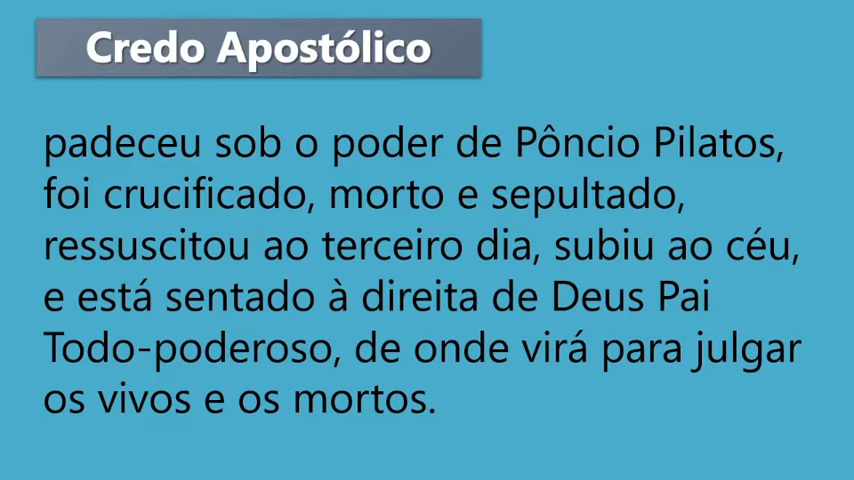 Credo Apostólico
padeceu sob o poder de Pôncio Pilatos,
foi crucificado, morto e sepultado,
ressuscitou ao terceiro dia, subiu ao céu,
e está sentado à direita de Deus Pai
Todo-poderoso, de onde virá para julgar
os vivos e os mortos.